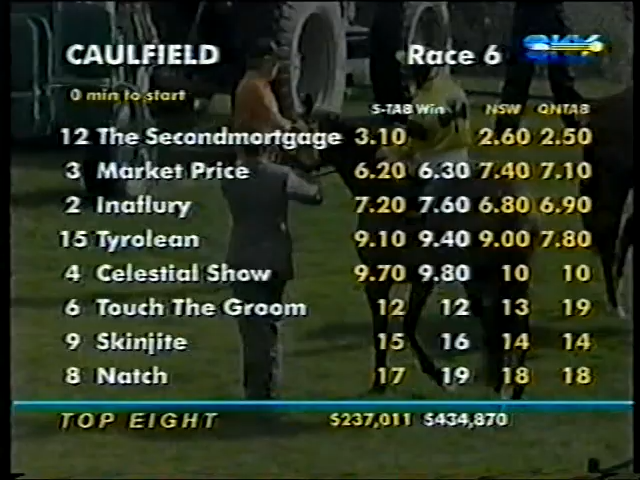 CAULFIELD Race 6 SKY
0 min to start
S-TAB Win NSW QNTAB
12 The Secondmortgage 3.10 2.60 2.50
3 Market Price 6.20 6.30 7.40 7.10
2 Inaflury 7.20 7.60 6.80 6.90
15 Tyrolean 9.10 9.40 9.00 7.80
4 Celestial Show 9.70 9.80 10 10
6 Touch The Groom 12 12 13 19
9 Skinjite 15 16 14 14
8 Natch 17 19 18 18
TOP EIGHT $237,011 $434,870